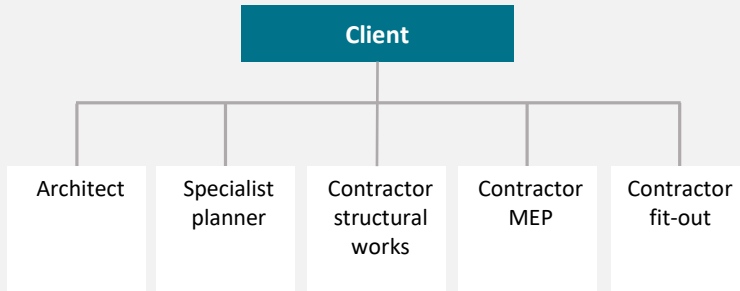 Client
Architect
Specialist
planner
Contractor
structural
works
Contractor
MEP
Contractor
fit-out